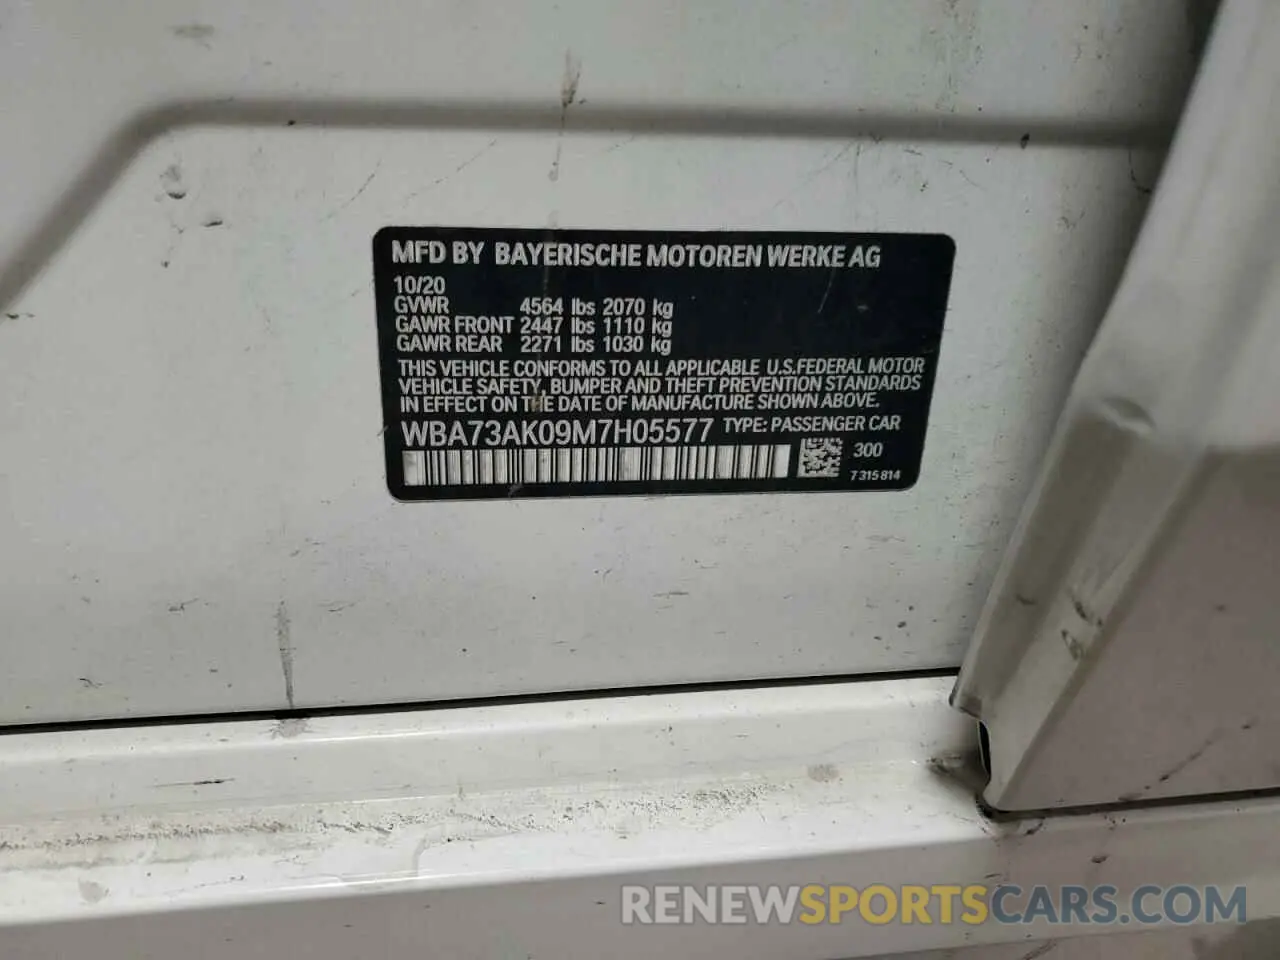 MFD BY BAYERISCHE MOTOREN WERKE AG
10/20
GVWR 4564 lbs 2070 kg
GAWR FRONT 2447 lbs 1110 kg
GAWR REAR 2271 lbs 1030 kg
THIS VEHICLE CONFORMS TO ALL APPLICABLE U.S.FEDERAL MOTOR
VEHICLE SAFETY, BUMPER AND THEFT PREVENTION STANDARDS
IN EFFECT ON THE DATE OF MANUFACTURE SHOWN ABOVE.
WBA73AK09M7H05577 TYPE: PASSENGER CAR
300
7 315 814
RENEWSPORTSCARS.COM